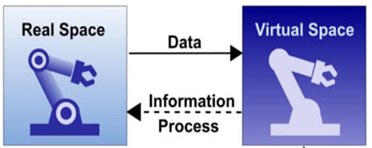 Real Space
Data
Virtual Space
Information
Process